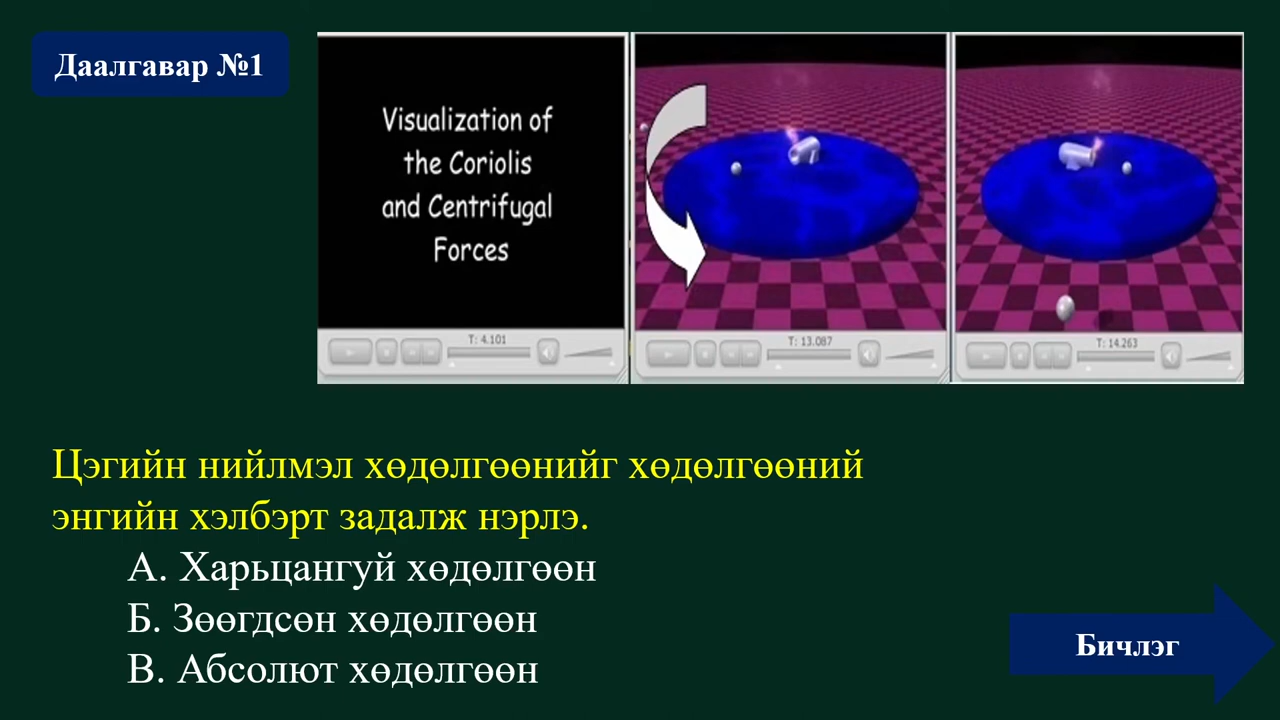 Даалгавар №1
Visualization of
the Coriolis
and Centrifugal
Forces
T: 4.101
T: 13.087
T: 14.263
Цэгийн нийлмэл хөдөлгөөнийг хөдөлгөөний
энгийн хэлбэрт задалж нэрлэ.
А. Харьцангуй хөдөлгөөн
Б. Зөөгдсөн хөдөлгөөн
В. Абсолют хөдөлгөөн
Бичлэг